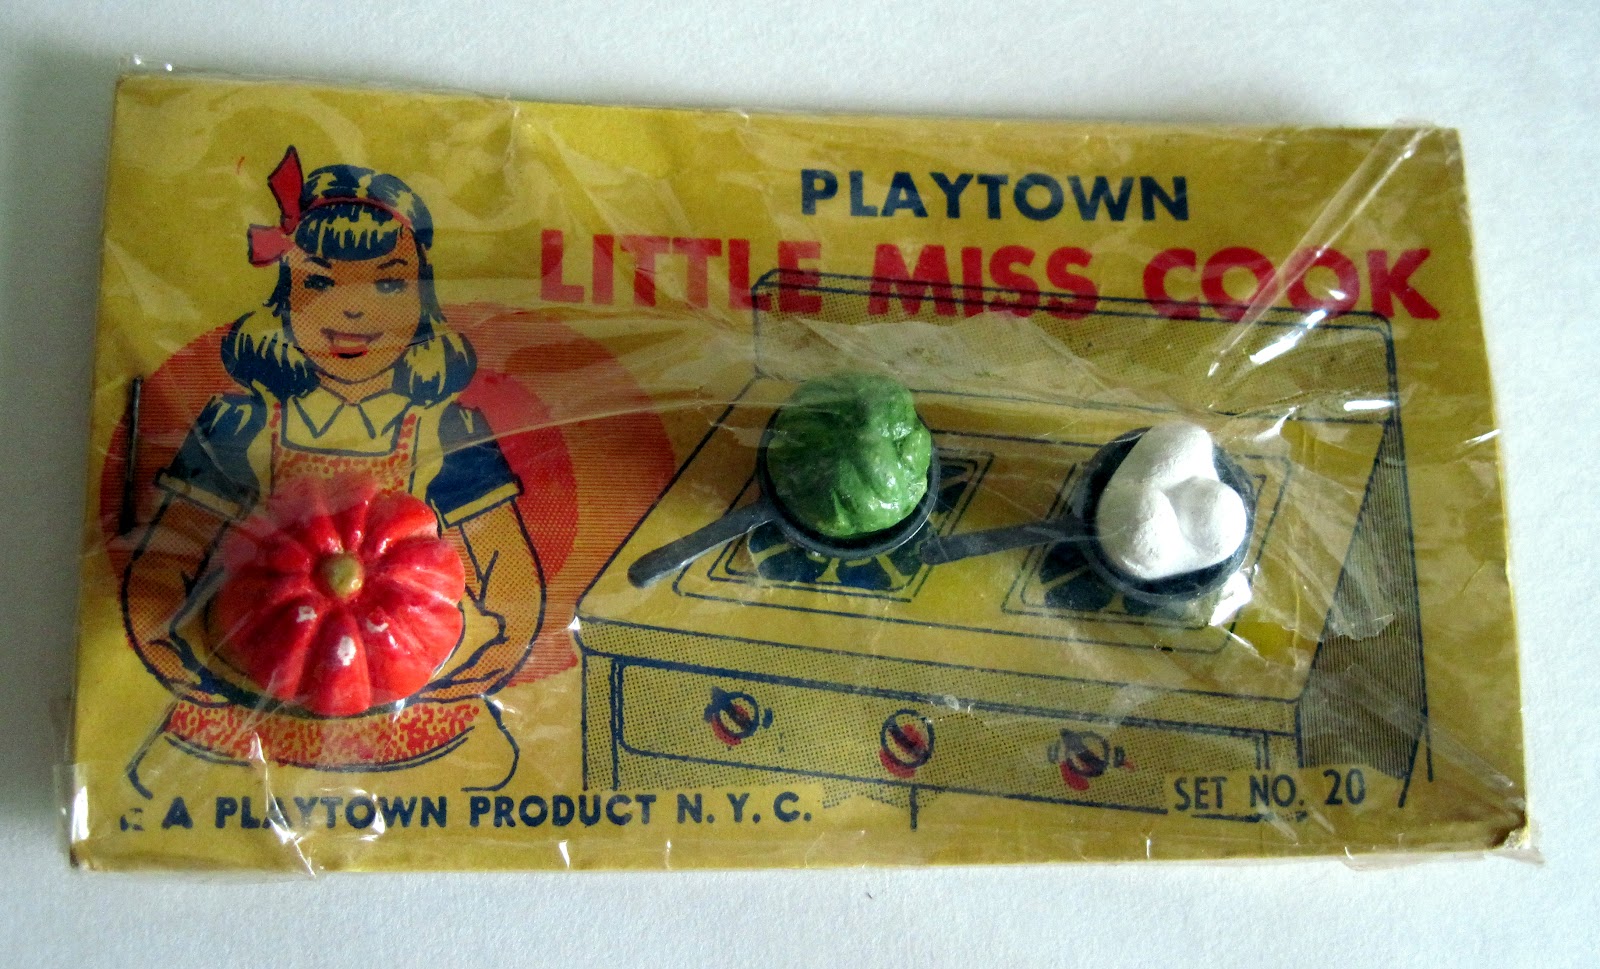 PLAYTOWN
LITTLE MISS COOK
A PLAYTOWN PRODUCT N. Y. C.
SET NO. 20